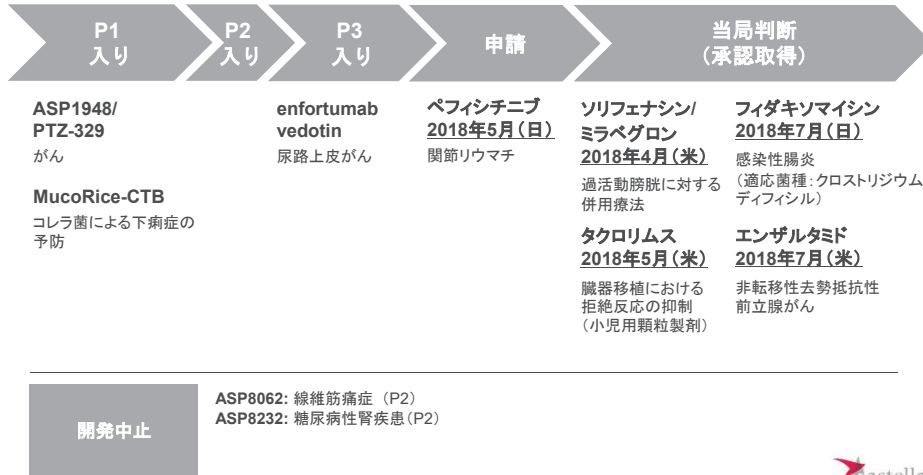 P1
入り
P2
入り
P3
入り
申請
当局判断
(承認取得)
ASP1948/
PTZ-329
がん
MucoRice-CTB
コレラ菌による下痢症の
予防
enfortumab
vedotin
尿路上皮がん
ペフィシチニブ
2018年5月(日)
関節リウマチ
ソリフェナシン/
ミラベグロン
2018年4月(米)
過活動膀胱に対する
併用療法
タクロリムス
2018年5月(米)
臓器移植における
拒絶反応の抑制
(小児用顆粒製剤)
フィダキソマイシン
2018年7月(日)
感染性腸炎
(適応菌種:クロストリジウム
ディフィシル)
エンザルタミド
2018年7月(米)
非転移性去勢抵抗性
前立腺がん
開発中止
ASP8062: 線維筋痛症 (P2)
ASP8232: 糖尿病性腎疾患(P2)